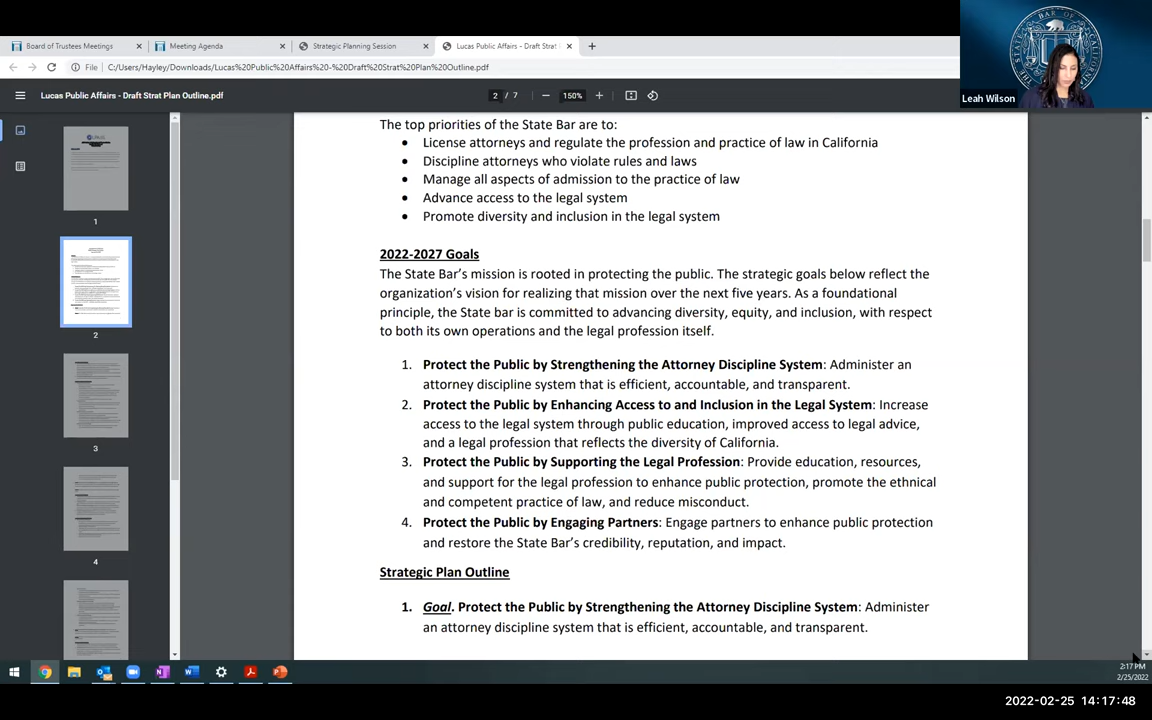 Board of Trustees Meetings
Meeting Agenda
Strategic Planning Session
Lucas Public Affairs - Draft Strat
File
C:/Users/Hayley/Downloads/Lucas%20Public%20Affairs%20-%20Draft%20Strat%20Plan%20Outline.pdf
Lucas Public Affairs - Draft Strat Plan Outline.pdf
2 / 7
150%
THE STATE BAR OF CALIFORNIA
Leah Wilson
1
2
3
4
The top priorities of the State Bar are to:
• License attorneys and regulate the profession and practice of law in California
• Discipline attorneys who violate rules and laws
• Manage all aspects of admission to the practice of law
• Advance access to the legal system
• Promote diversity and inclusion in the legal system
2022-2027 Goals
The State Bar's mission is rooted in protecting the public. The strategic goals below reflect the
organization's vision for realizing that mission over the next five years. As a foundational
principle, the State bar is committed to advancing diversity, equity, and inclusion, with respect
to both its own operations and the legal profession itself.
1. Protect the Public by Strengthening the Attorney Discipline System: Administer an
attorney discipline system that is efficient, accountable, and transparent.
2. Protect the Public by Enhancing Access to and Inclusion in the Legal System: Increase
access to the legal system through public education, improved access to legal advice,
and a legal profession that reflects the diversity of California.
3. Protect the Public by Supporting the Legal Profession: Provide education, resources,
and support for the legal profession to enhance public protection, promote the ethnical
and competent practice of law, and reduce misconduct.
4. Protect the Public by Engaging Partners: Engage partners to enhance public protection
and restore the State Bar's credibility, reputation, and impact.
Strategic Plan Outline
1. Goal. Protect the Public by Strengthening the Attorney Discipline System: Administer
an attorney discipline system that is efficient, accountable, and transparent.
2:17 PM
2/25/2022
2022-02-25 14:17:48